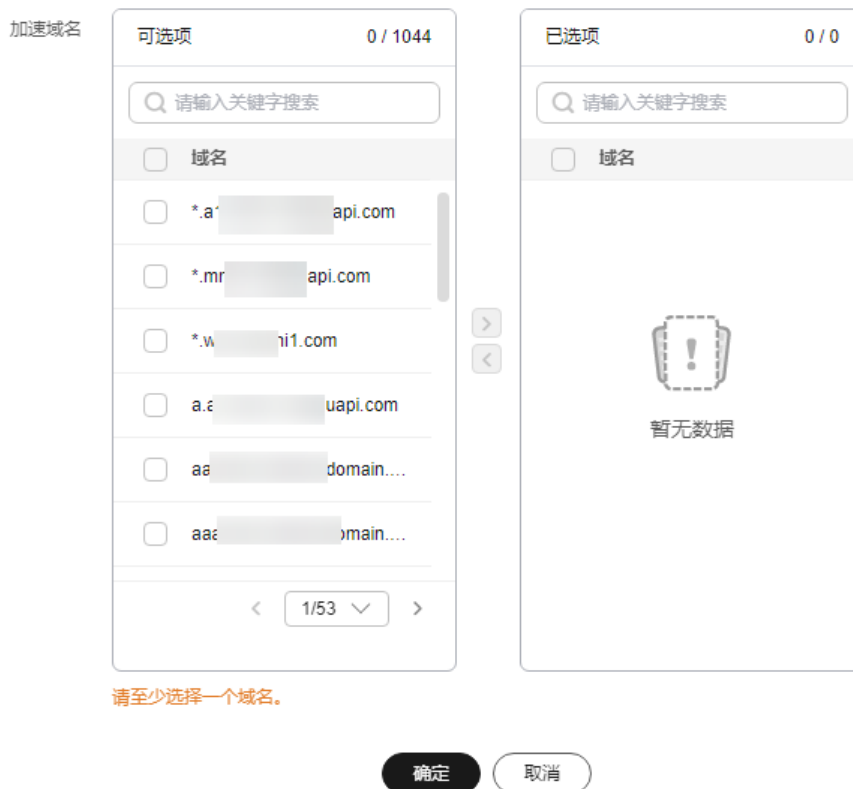 加速域名
可选项 0 / 1044
请输入关键字搜索
域名
*.a api.com
*.mr api.com
*.w ni1.com
a.a uapi.com
aa domain....
aaa omain....
1/53
请至少选择一个域名。
已选项 0 / 0
请输入关键字搜索
域名
暂无数据
确定 取消